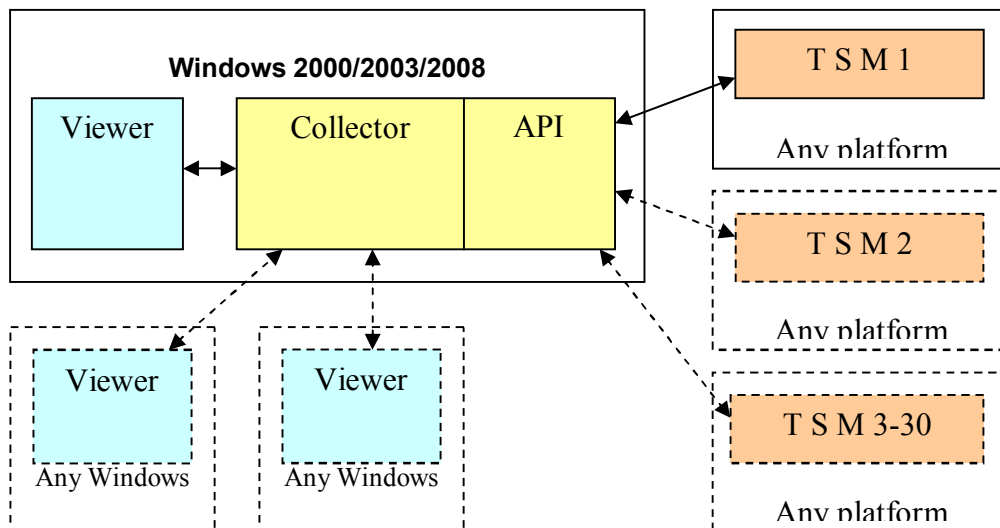 Windows 2000/2003/2008
Viewer
Collector
API
T S M 1
Any platform
T S M 2
Any platform
Viewer
Any Windows
Viewer
Any Windows
T S M 3-30
Any platform